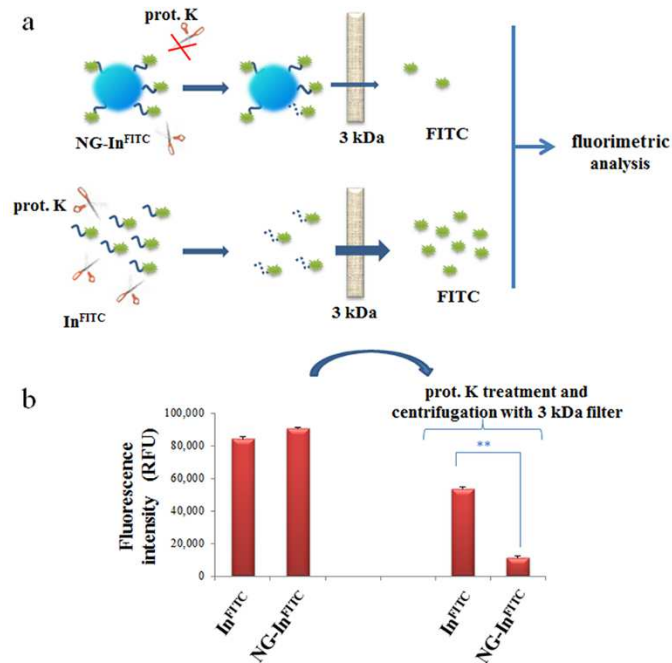 a
prot. K
NG-In^FITC
3 kDa
FITC
fluorimetric
analysis
prot. K
In^FITC
3 kDa
FITC
b
prot. K treatment and
centrifugation with 3 kDa filter
**
Fluorescence
intensity (RFU)
100,000
80,000
60,000
40,000
20,000
0
In^FITC
NG-In^FITC
In^FITC
NG-In^FITC